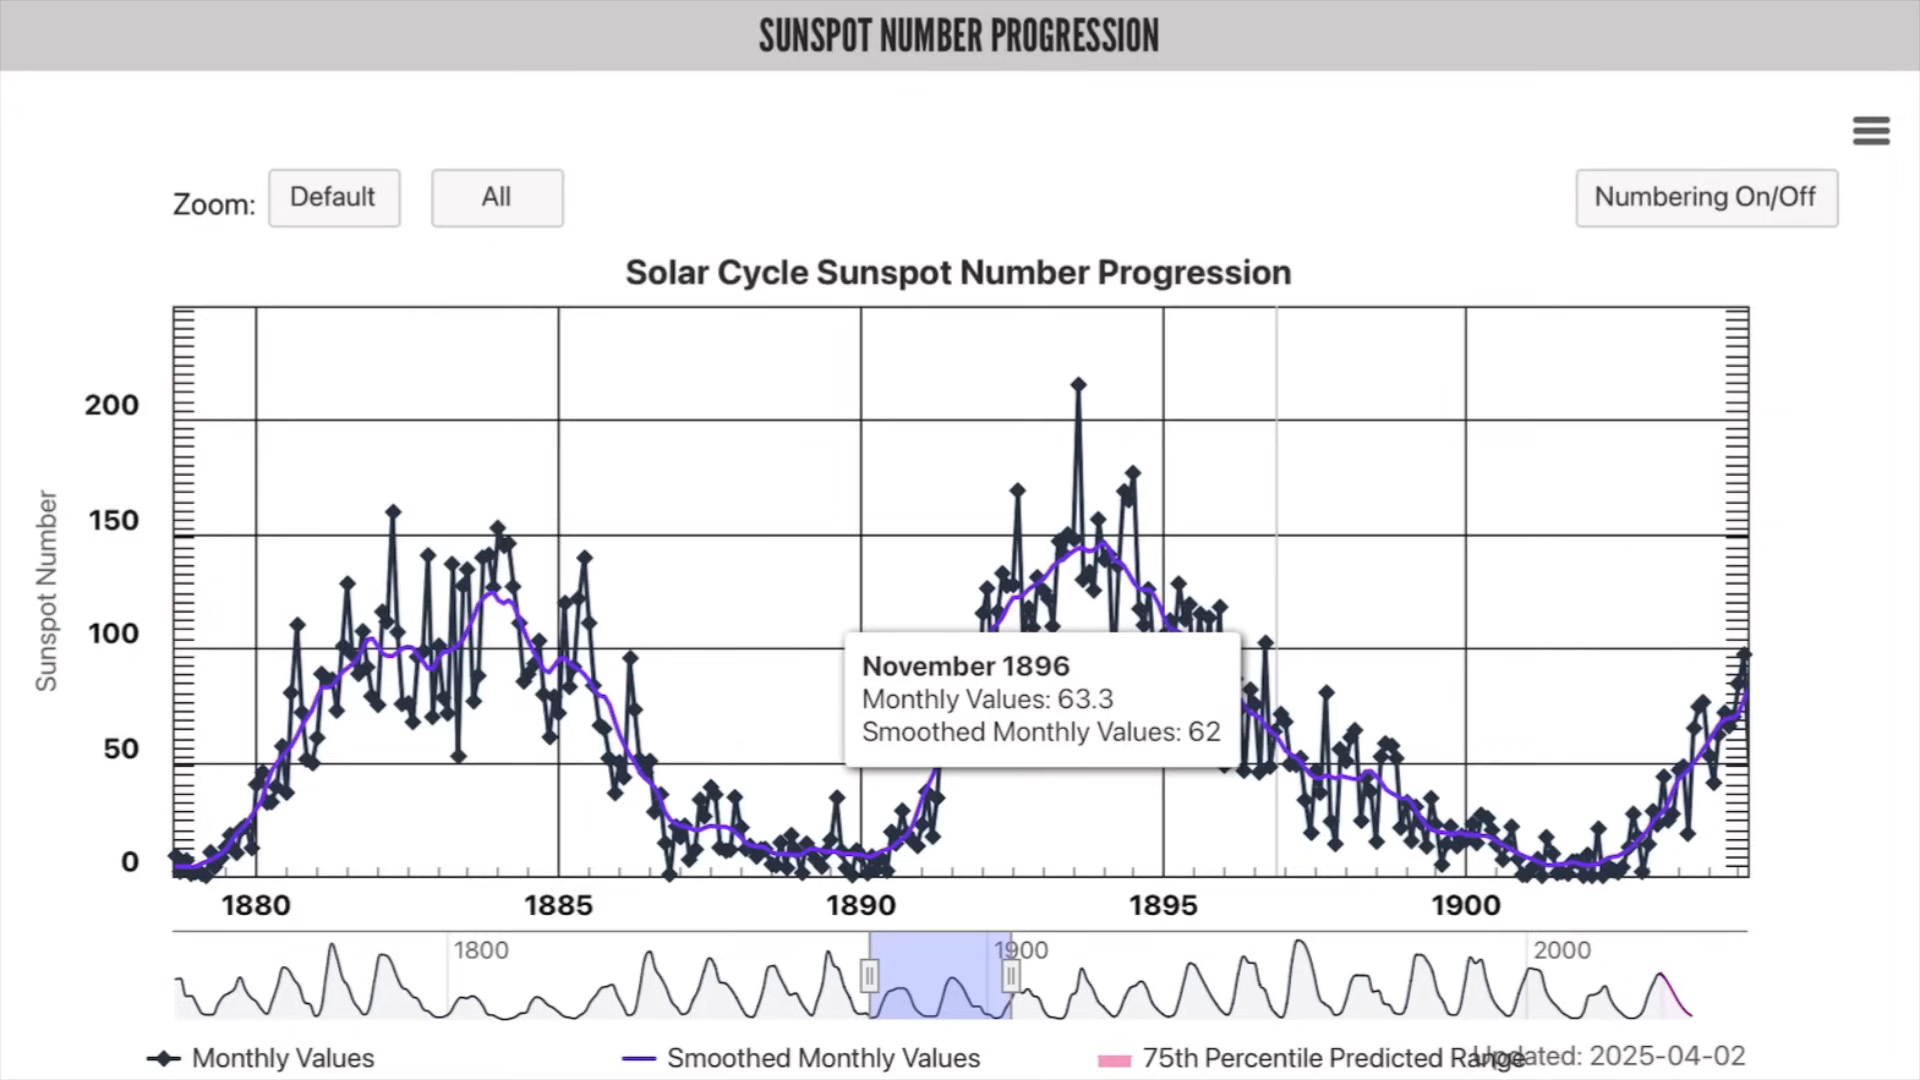 SUNSPOT NUMBER PROGRESSION
Zoom: Default All Numbering On/Off
Solar Cycle Sunspot Number Progression
Sunspot Number
200
150
100
50
0
November 1896
Monthly Values: 63.3
Smoothed Monthly Values: 62
1880 1885 1890 1895 1900
1800 1900 2000
Monthly Values Smoothed Monthly Values 75th Percentile Predicted Range Updated: 2025-04-02